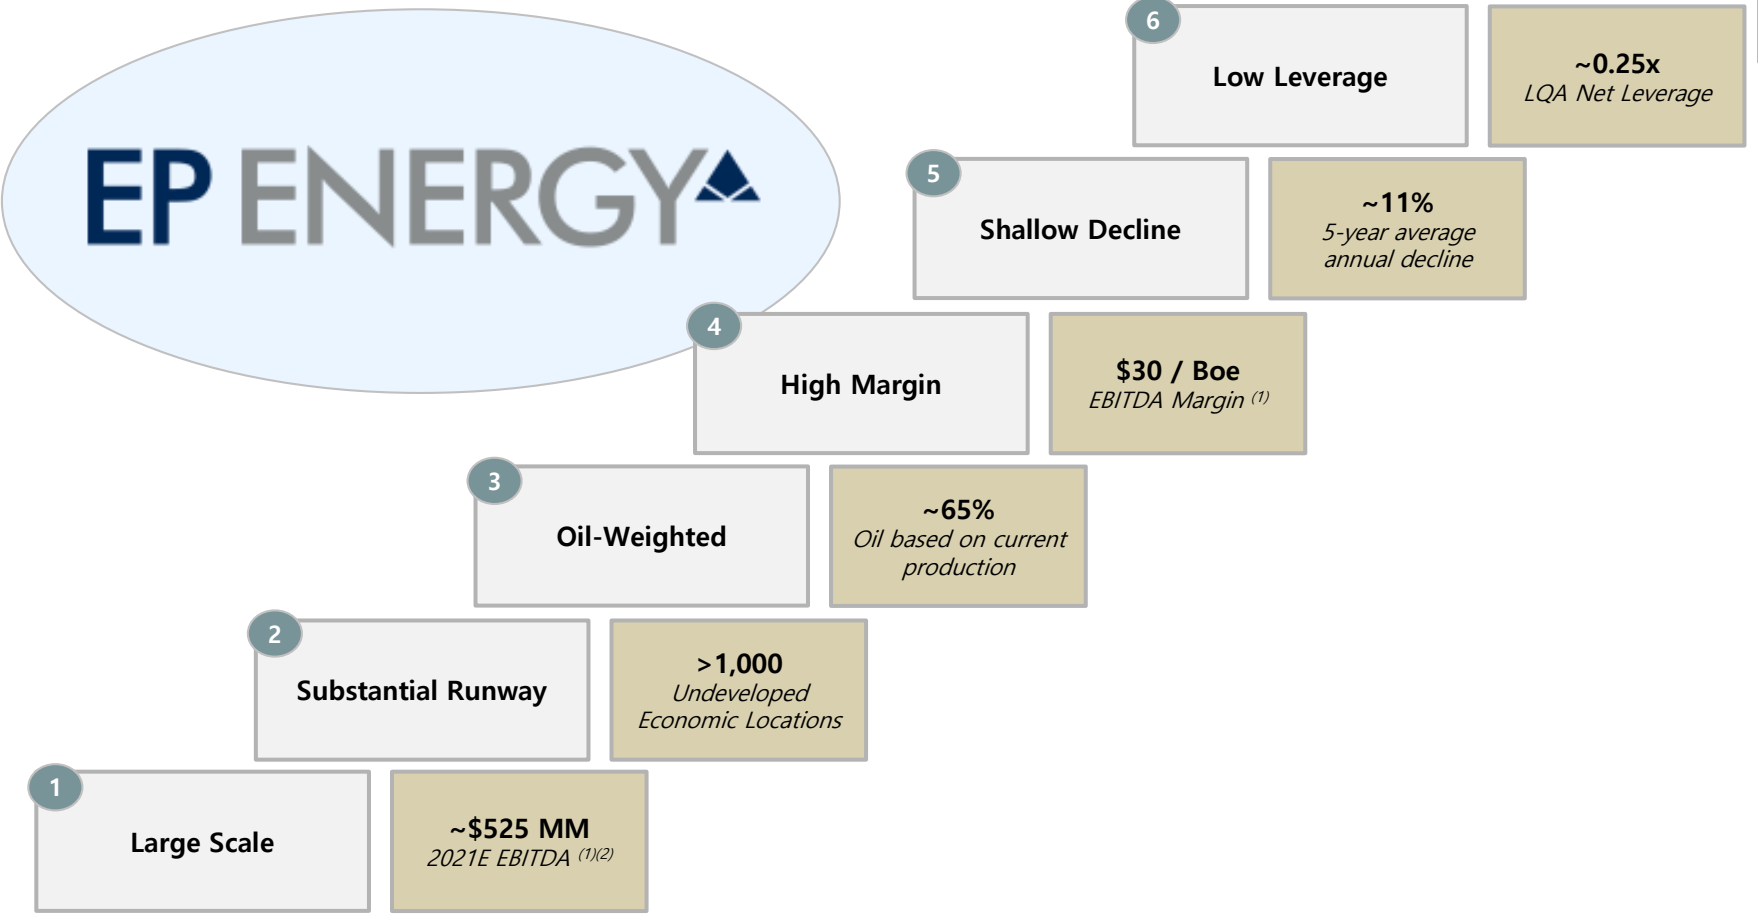 EP ENERGY
6
Low Leverage
~0.25x
LQA Net Leverage
5
Shallow Decline
~11%
5-year average
annual decline
4
High Margin
$30 / Boe
EBITDA Margin (1)
3
Oil-Weighted
~65%
Oil based on current
production
2
Substantial Runway
>1,000
Undeveloped
Economic Locations
1
Large Scale
~$525 MM
2021E EBITDA (1)(2)